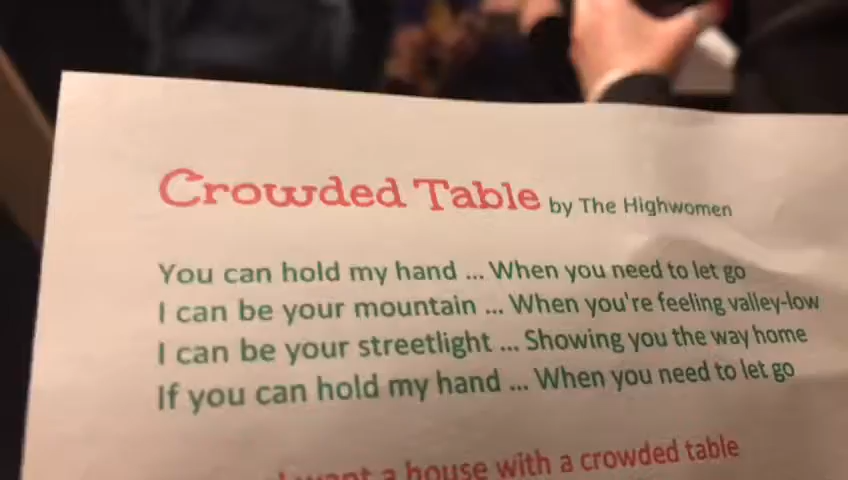 Crowded Table by The Highwomen
You can hold my hand ... When you need to let go
I can be your mountain ... When you're feeling valley-low
I can be your streetlight ... Showing you the way home
If you can hold my hand ... When you need to let go
I want a house with a crowded table